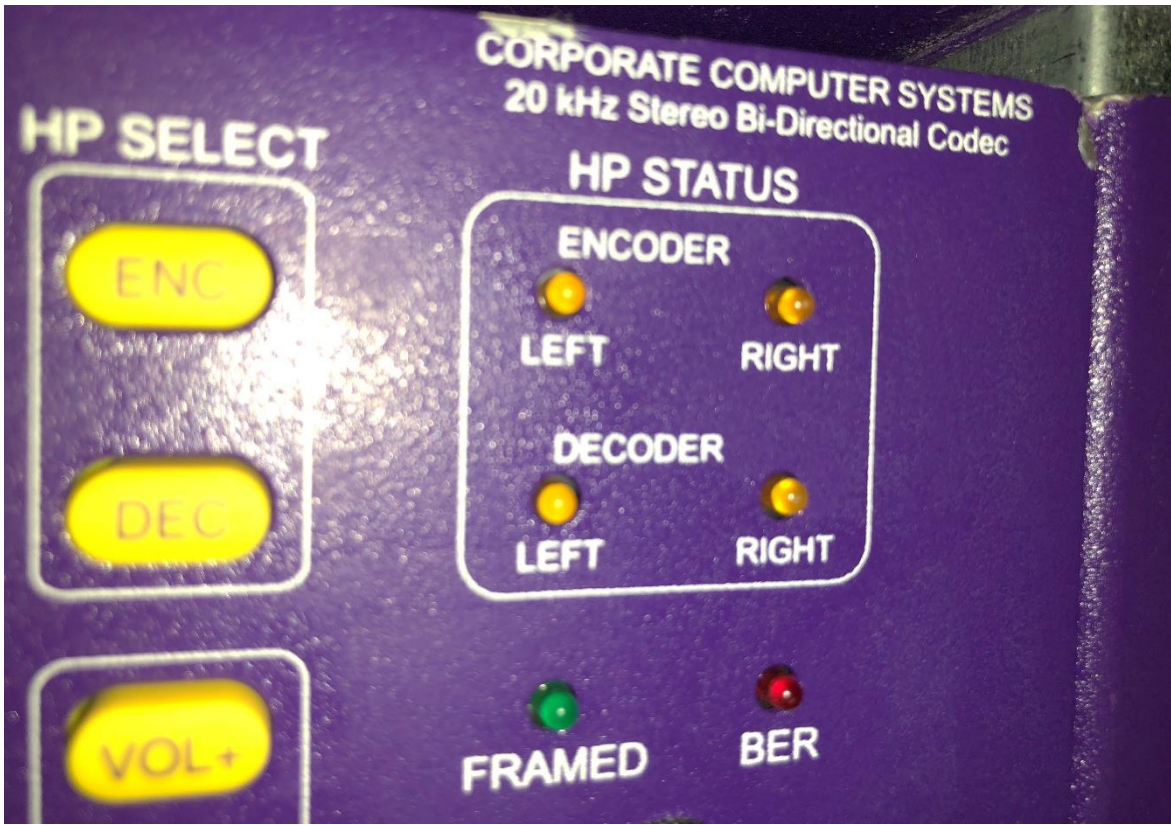 CORPORATE COMPUTER SYSTEMS
20 kHz Stereo Bi-Directional Codec
HP SELECT
HP STATUS
ENC
ENCODER
LEFT RIGHT
DEC
DECODER
LEFT RIGHT
VOL+
FRAMED BER